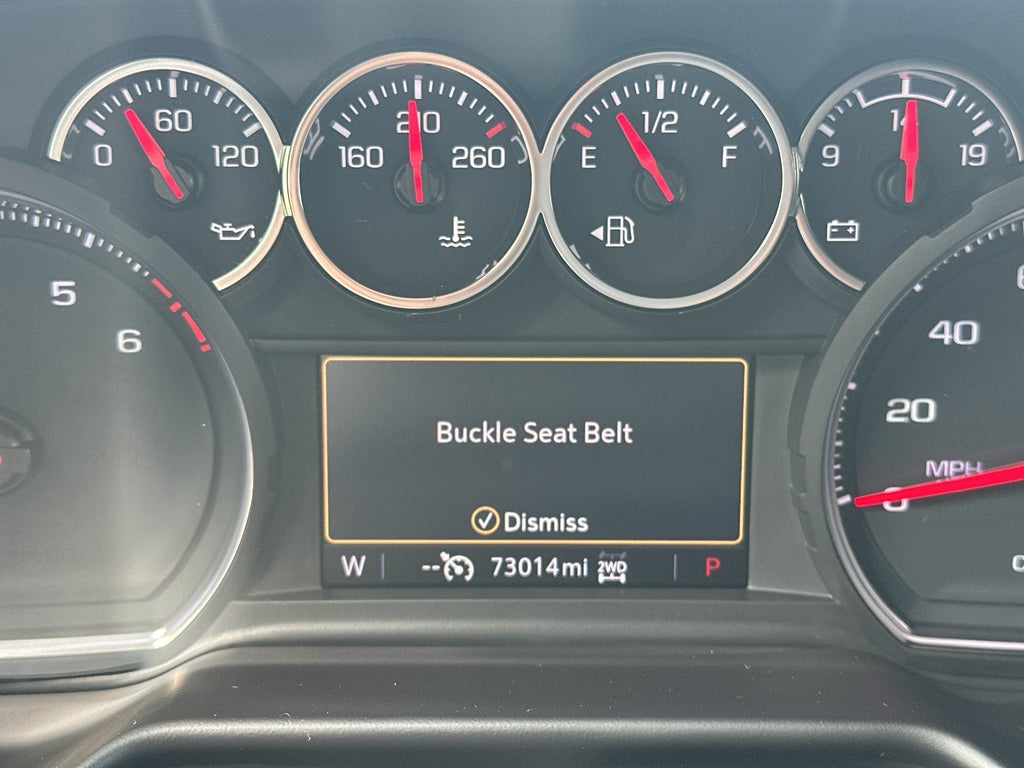 0 60 120
160 210 260
E 1/2 F
9 14 19
5
6
40
20
MPH
0
Buckle Seat Belt
Dismiss
W -- 73014mi 2WD P